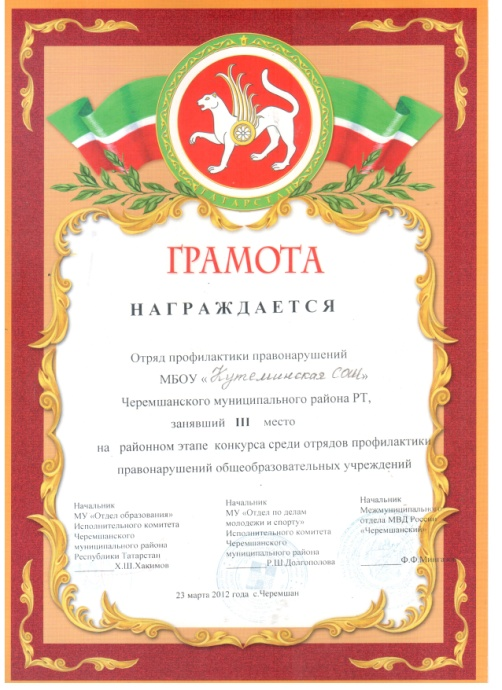 ТАТАРСТАН
ГРАМОТА
НАГРАЖДАЕТСЯ
Отряд профилактики правонарушений
МБОУ «Кутеминская СОШ»
Черемшанского муниципального района РТ,
занявший III место
на районном этапе конкурса среди отрядов профилактики
правонарушений общеобразовательных учреждений
Начальник
МУ «Отдел образования»
Исполнительного комитета
Черемшанского
муниципального района
Республики Татарстан
________Х.Ш.Хакимов
Начальник
МУ «Отдел по делам
молодежи и спорту»
Исполнительного комитета
Черемшанского
муниципального района
________Р.Ш.Долгополова
Начальник
Межмуниципального
отдела МВД России
«Черемшанский»
________Ф.Ф.
23 марта 2012 года с.Черемшан